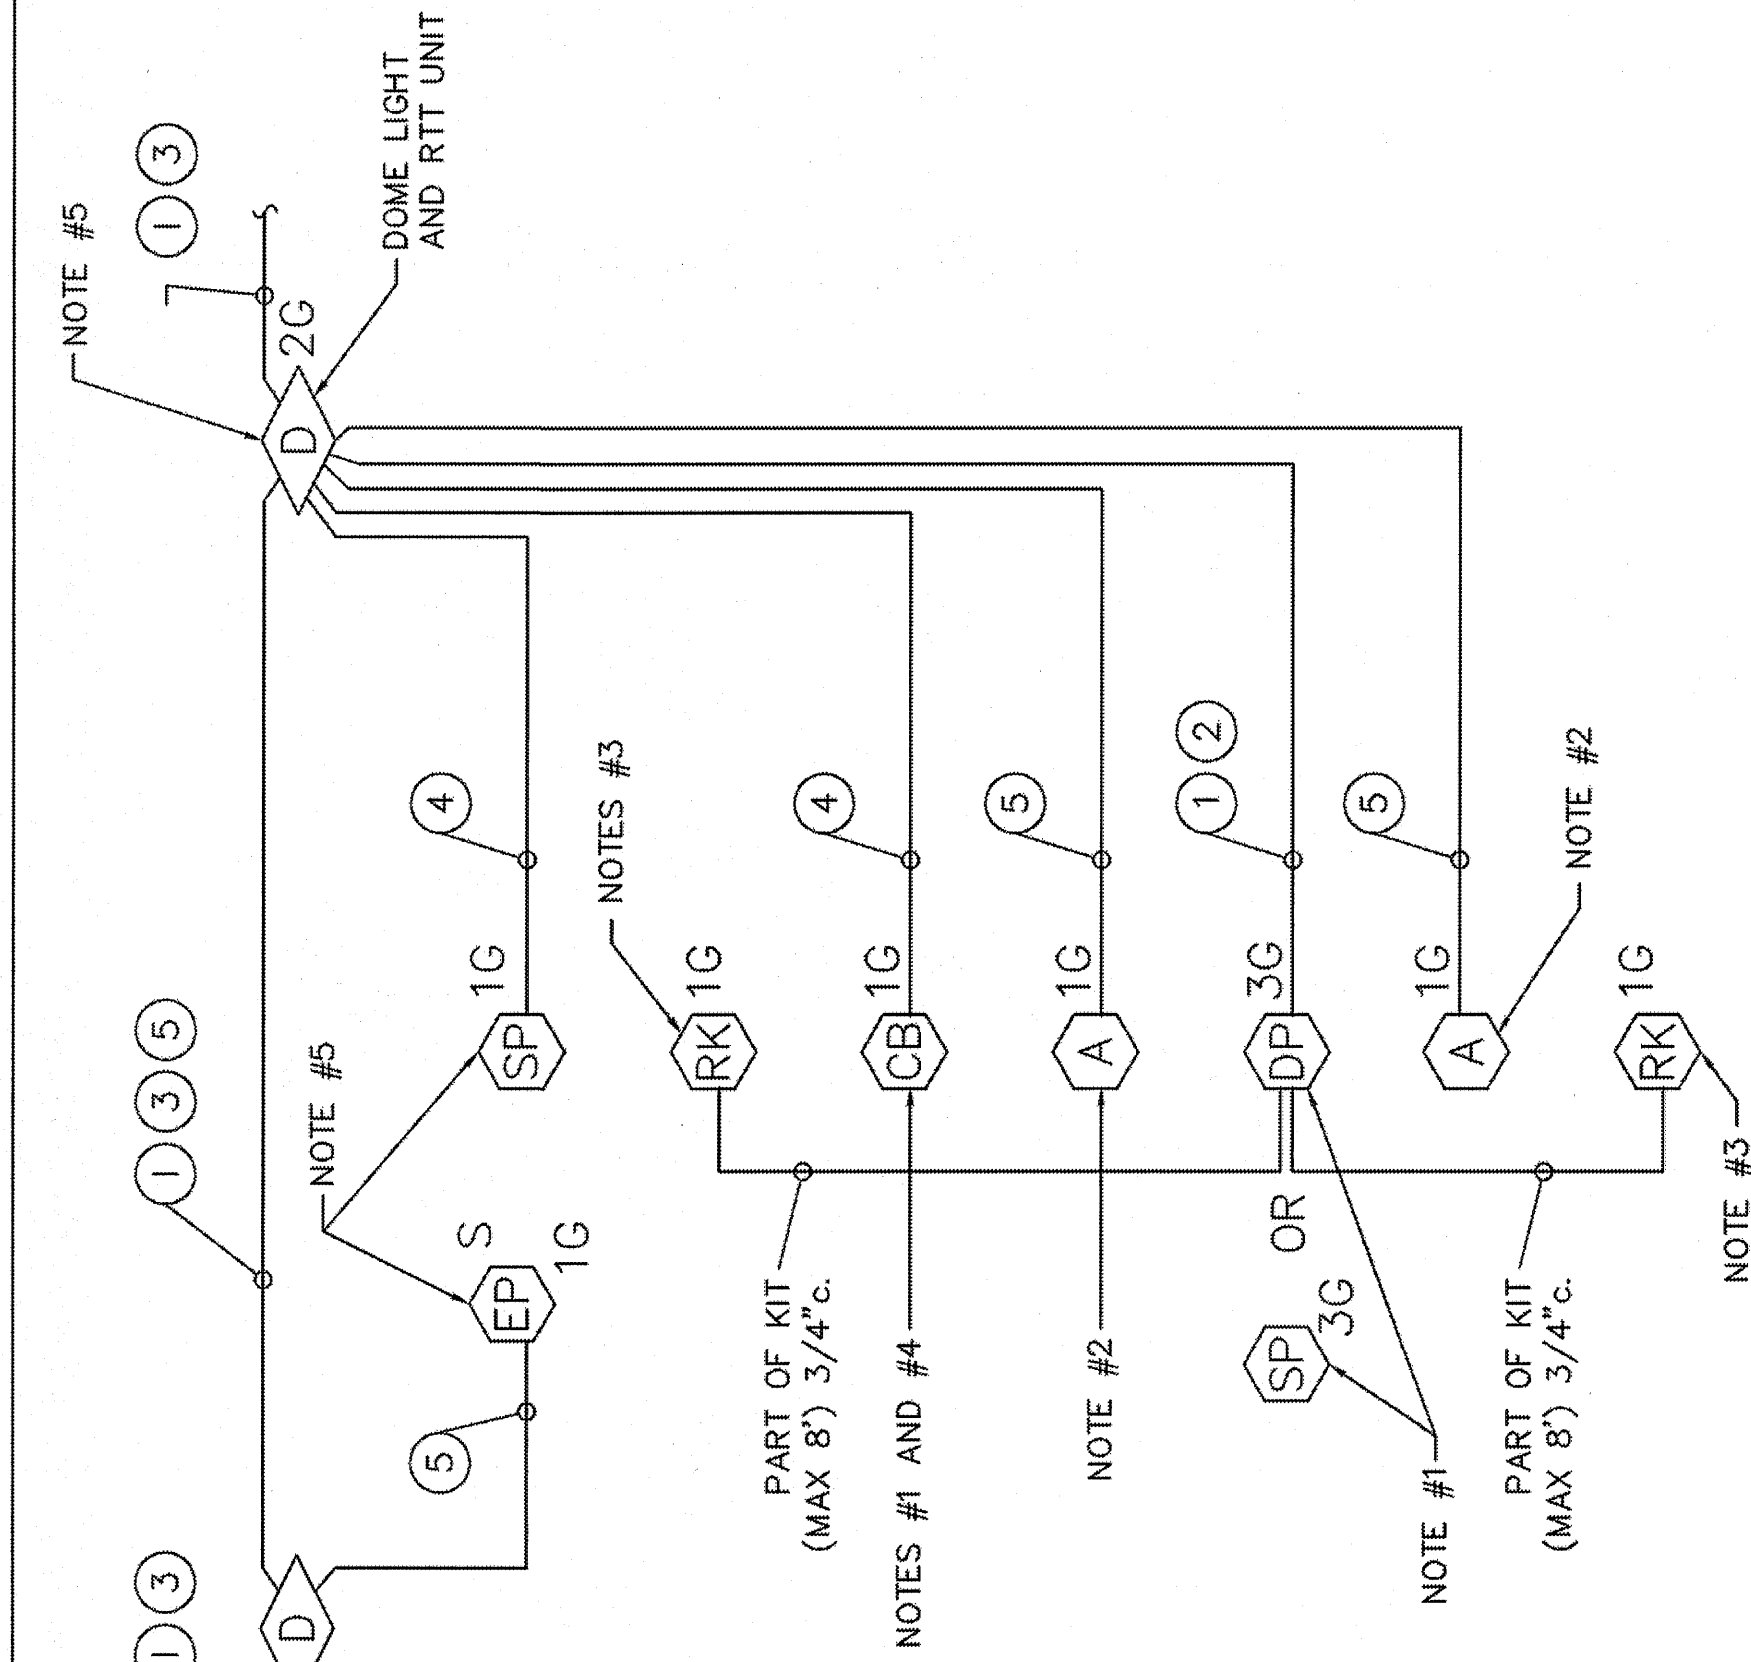 NOTE #5
1 3
DOME LIGHT
AND RTT UNIT
2G
D
1 3 5
1 3
D
NOTE #5
4
1G
SP
S
EP
1G
5
NOTES #3
1G
RK
4
1G
CB
5
1G
A
1 2
3G
DP
5
1G
A
NOTE #2
1G
RK
NOTE #3
PART OF KIT
(MAX 8') 3/4"c.
NOTES #1 AND #4
NOTE #2
OR
SP
3G
NOTE #1
PART OF KIT
(MAX 8') 3/4"c.